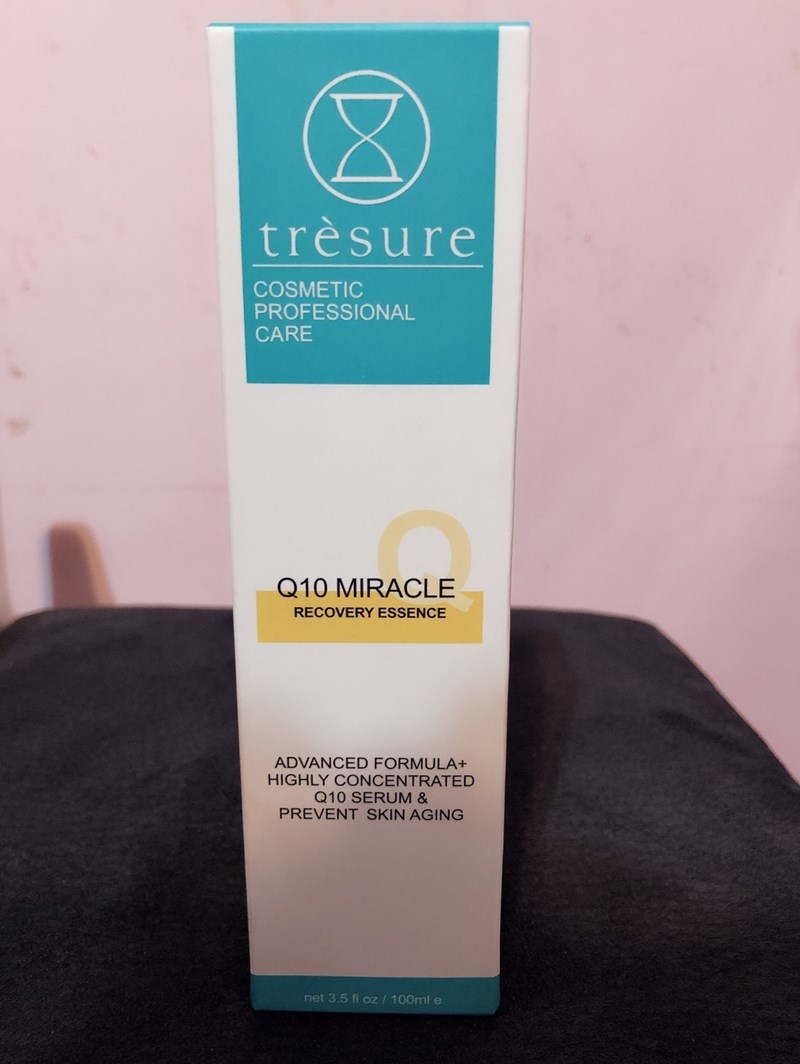 trèsure
COSMETIC
PROFESSIONAL
CARE
Q
Q10 MIRACLE
RECOVERY ESSENCE
ADVANCED FORMULA+
HIGHLY CONCENTRATED
Q10 SERUM &
PREVENT SKIN AGING
net 3.5 fl oz / 100ml e